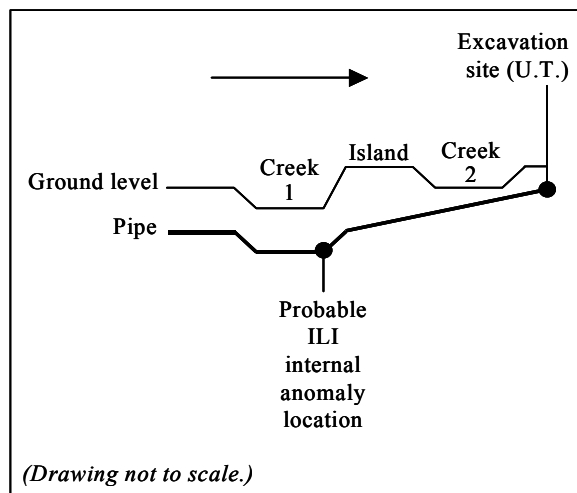 Excavation
site (U.T.)
Island
Creek
1
Creek
2
Ground level
Pipe
Probable
ILI
internal
anomaly
location
(Drawing not to scale.)